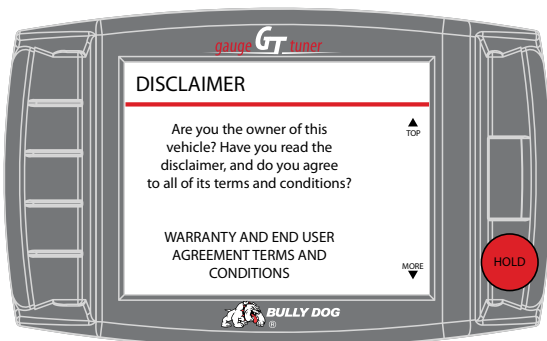 gauge GT tuner
DISCLAIMER
Are you the owner of this
vehicle? Have you read the
disclaimer, and do you agree
to all of its terms and conditions?
TOP
WARRANTY AND END USER
AGREEMENT TERMS AND
CONDITIONS
MORE
HOLD
BULLY DOG
®